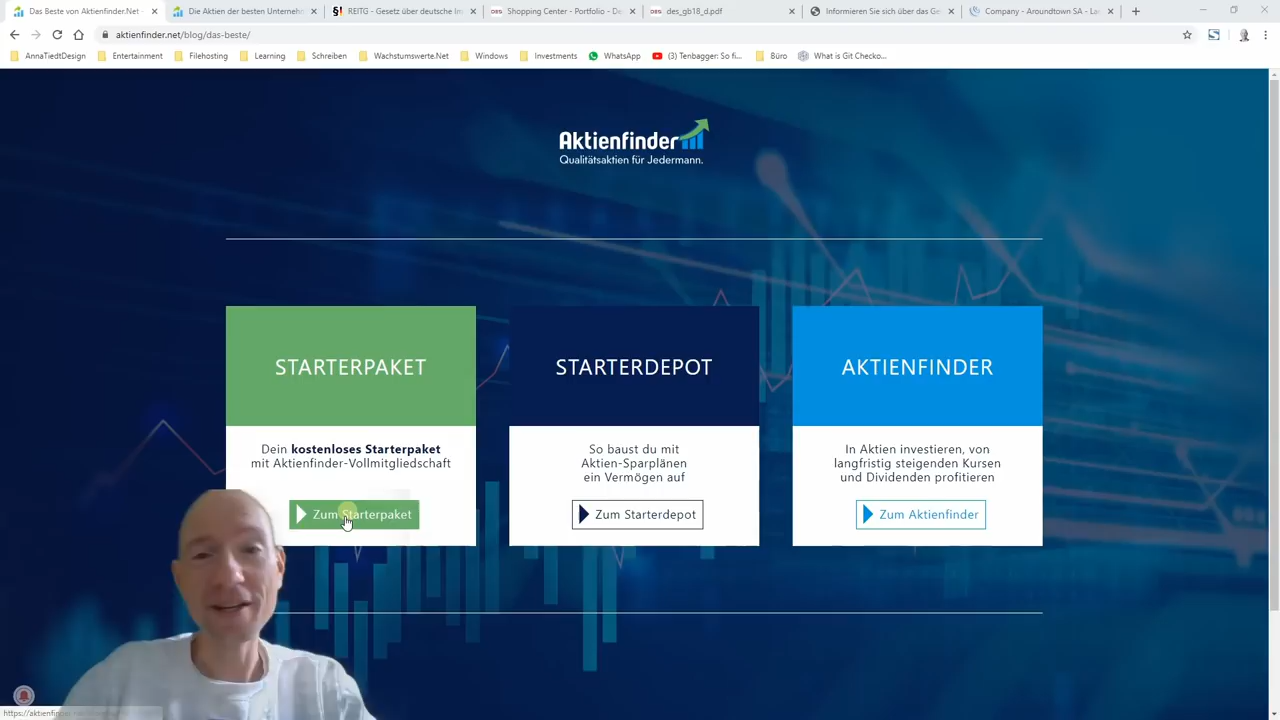 Das Beste von Aktienfinder.Net -
Die Aktien der besten Unterneho
REITG - Gesetz über deutsche Im
Shopping Center - Portfolio - De
des_gb18_d.pdf
Informieren Sie sich über das Ge
Company - Aroundtown SA - La
aktienfinder.net/blog/das-beste/
AnnaTiedtDesign
Entertainment
Filehosting
Learning
Schreiben
Wachstumswerte.Net
Windows
Investments
WhatsApp
(3) Tenbagger: So fi...
Büro
What is Git Checko...
Aktienfinder
Qualitätsaktien für Jedermann.
STARTERPAKET
Dein kostenloses Starterpaket
mit Aktienfinder-Vollmitgliedschaft
Zum Starterpaket
STARTERDEPOT
So baust du mit
Aktien-Sparplänen
ein Vermögen auf
Zum Starterdepot
AKTIENFINDER
In Aktien investieren, von
langfristig steigenden Kursen
und Dividenden profitieren
Zum Aktienfinder